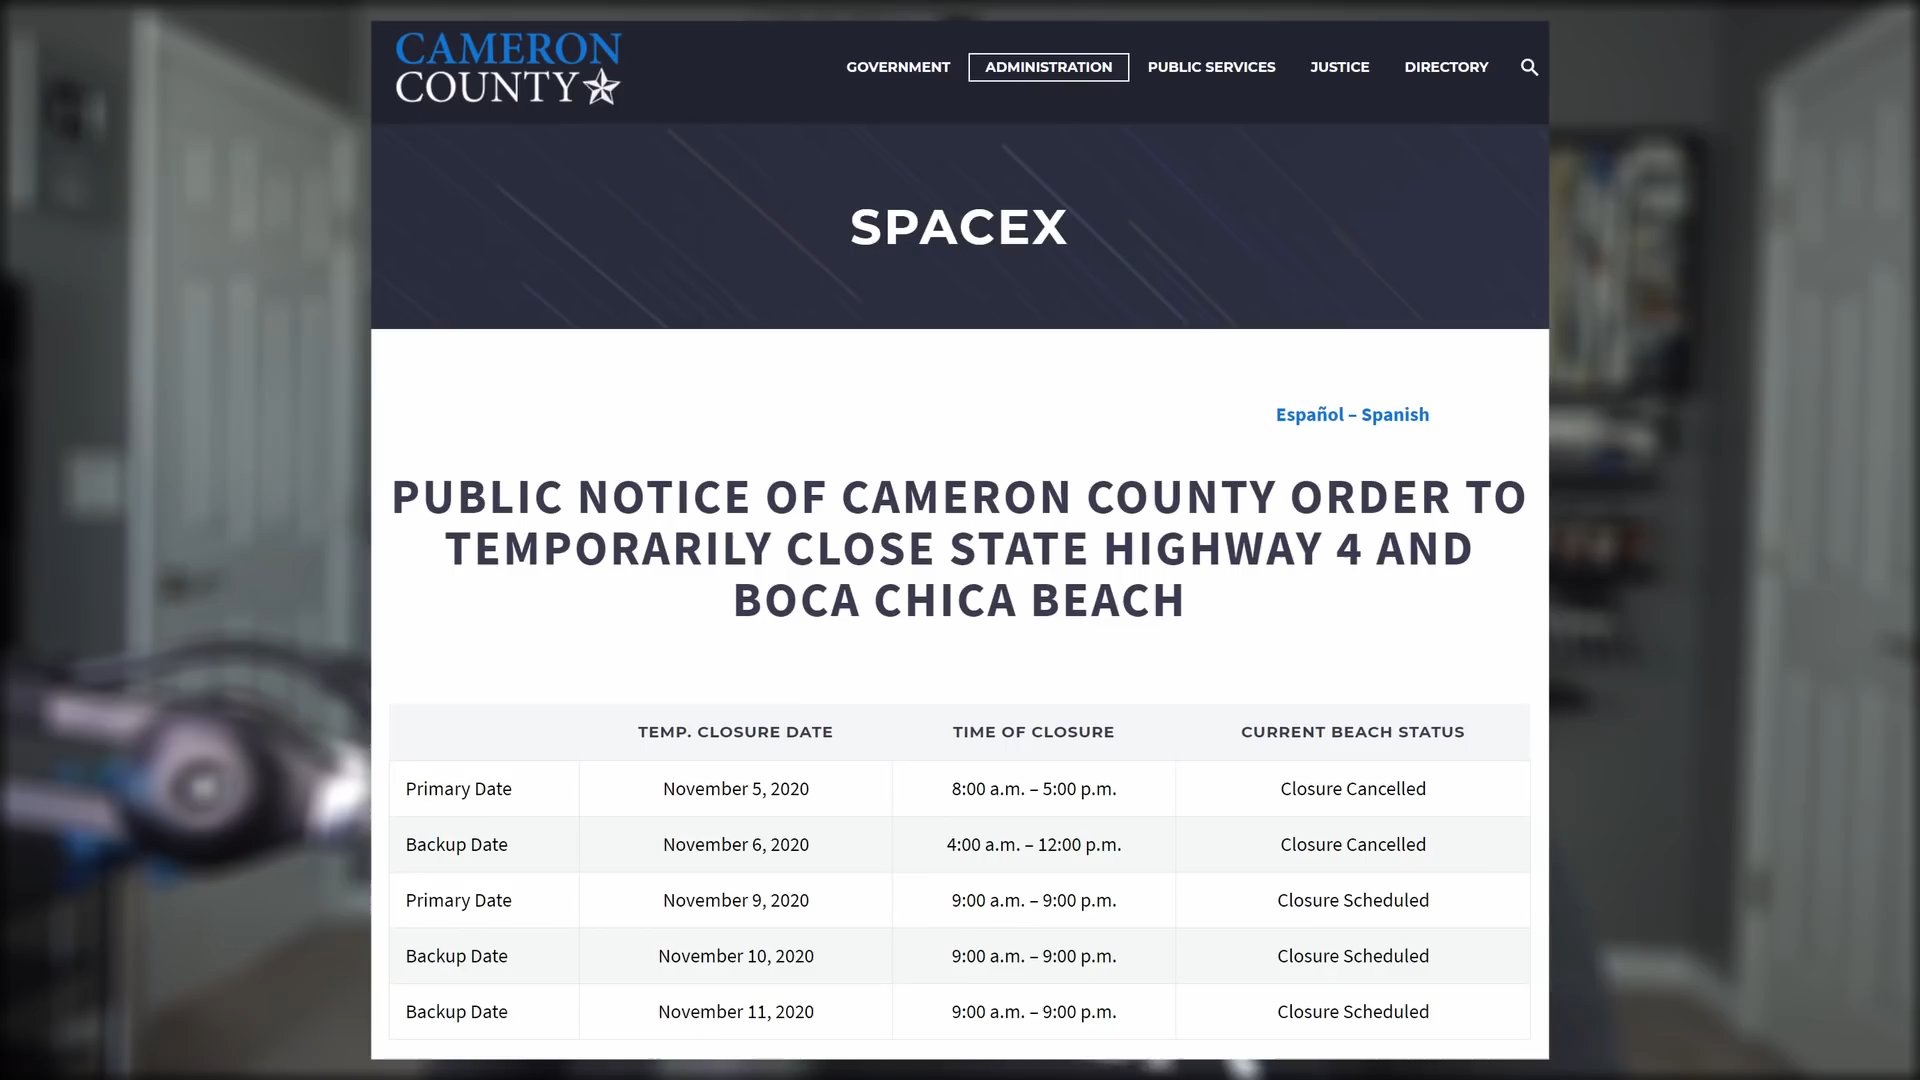 CAMERON
COUNTY
GOVERNMENT ADMINISTRATION PUBLIC SERVICES JUSTICE DIRECTORY
SPACEX
Español – Spanish
PUBLIC NOTICE OF CAMERON COUNTY ORDER TO
TEMPORARILY CLOSE STATE HIGHWAY 4 AND
BOCA CHICA BEACH
TEMP. CLOSURE DATE TIME OF CLOSURE CURRENT BEACH STATUS
Primary Date November 5, 2020 8:00 a.m. – 5:00 p.m. Closure Cancelled
Backup Date November 6, 2020 4:00 a.m. – 12:00 p.m. Closure Cancelled
Primary Date November 9, 2020 9:00 a.m. – 9:00 p.m. Closure Scheduled
Backup Date November 10, 2020 9:00 a.m. – 9:00 p.m. Closure Scheduled
Backup Date November 11, 2020 9:00 a.m. – 9:00 p.m. Closure Scheduled